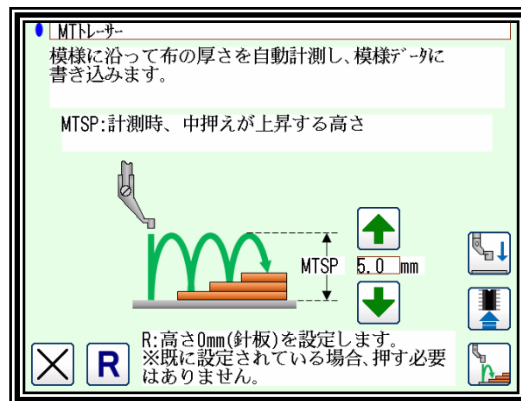 MTﾄﾚｰｻｰ
模様に沿って布の厚さを自動計測し、模様ﾃﾞｰﾀに
書き込みます。
MTSP:計測時、中押えが上昇する高さ
MTSP 5.0 mm
R:高さ0mm(針板)を設定します。
※既に設定されている場合、押す必要
はありません。
R